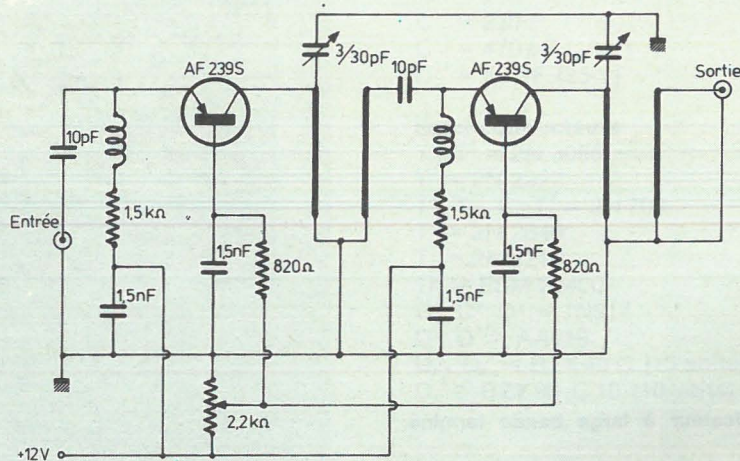 3/30pF
3/30pF
AF 239S
10pF
AF 239S
Sortie
10pF
1,5kΩ
1,5kΩ
Entrée
1,5nF
820Ω
1,5nF
820Ω
1,5nF
1,5nF
2,2kΩ
+12V